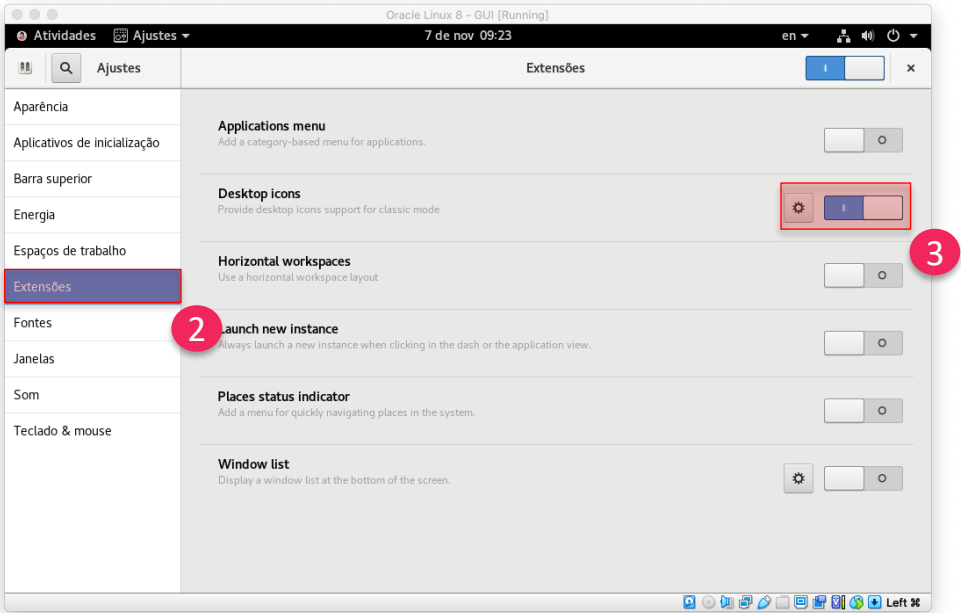 Oracle Linux 8 - GUI [Running]
Atividades Ajustes 7 de nov 09:23 en
Ajustes Extensões
Aparência
Aplicativos de inicialização
Barra superior
Energia
Espaços de trabalho
Extensões
Fontes
Janelas
Som
Teclado & mouse
Applications menu
Add a category-based menu for applications.
Desktop icons
Provide desktop icons support for classic mode
3
Horizontal workspaces
Use a horizontal workspace layout
2
Launch new instance
Always launch a new instance when clicking in the dash or the application view.
Places status indicator
Add a menu for quickly navigating places in the system.
Window list
Display a window list at the bottom of the screen.
Left ⌘